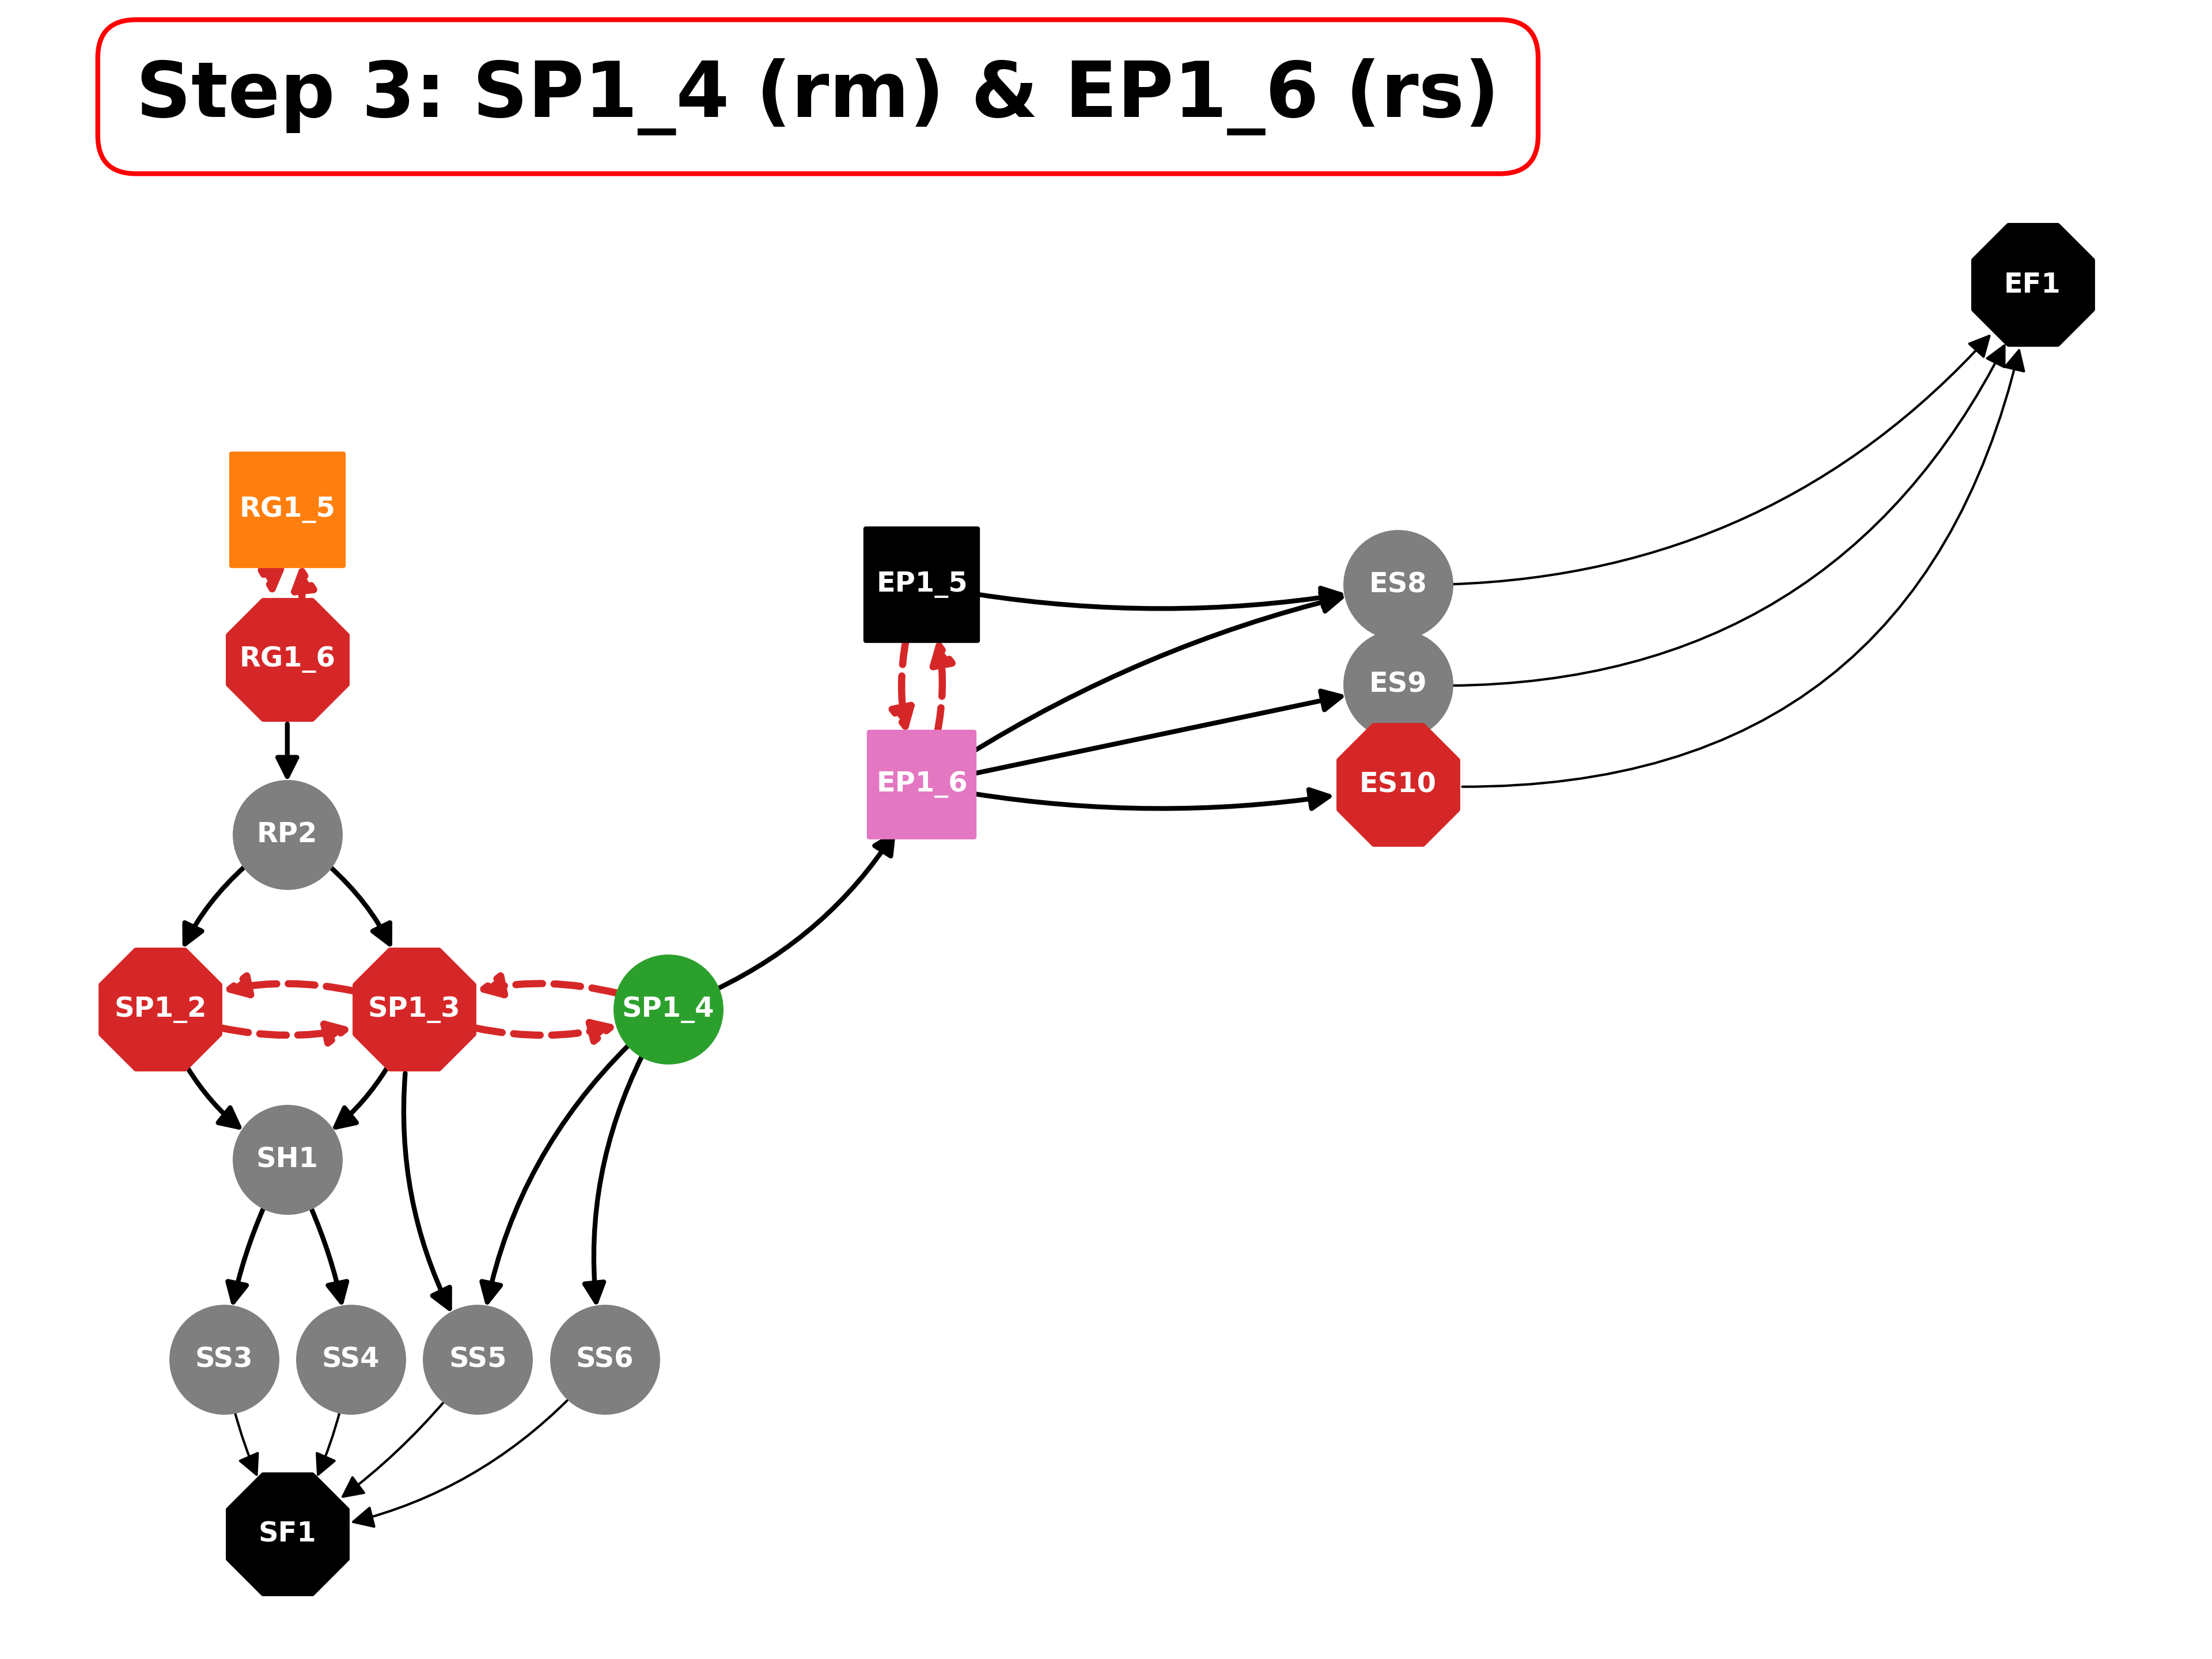 Step 3: SP1_4 (rm) & EP1_6 (rs)
EF1
RG1_5
EP1_5
ES8
RG1_6
ES9
EP1_6
ES10
RP2
SP1_2
SP1_3
SP1_4
SH1
SS3
SS4
SS5
SS6
SF1